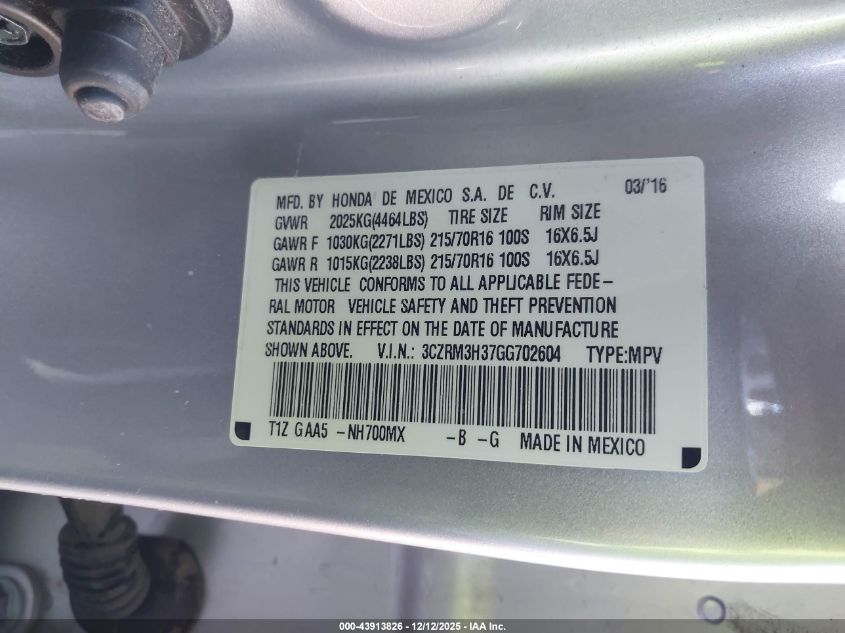 MFD. BY HONDA DE MEXICO S.A. DE C.V. 03/'16
GVWR 2025KG(4464LBS) TIRE SIZE RIM SIZE
GAWR F 1030KG(2271LBS) 215/70R16 100S 16X6.5J
GAWR R 1015KG(2238LBS) 215/70R16 100S 16X6.5J
THIS VEHICLE CONFORMS TO ALL APPLICABLE FEDE–
RAL MOTOR VEHICLE SAFETY AND THEFT PREVENTION
STANDARDS IN EFFECT ON THE DATE OF MANUFACTURE
SHOWN ABOVE. V.I.N.: 3CZRM3H37GG702604 TYPE:MPV
T1Z GAA5 –NH700MX –B –G MADE IN MEXICO
000-43913826 - 12/12/2025 - IAA Inc.